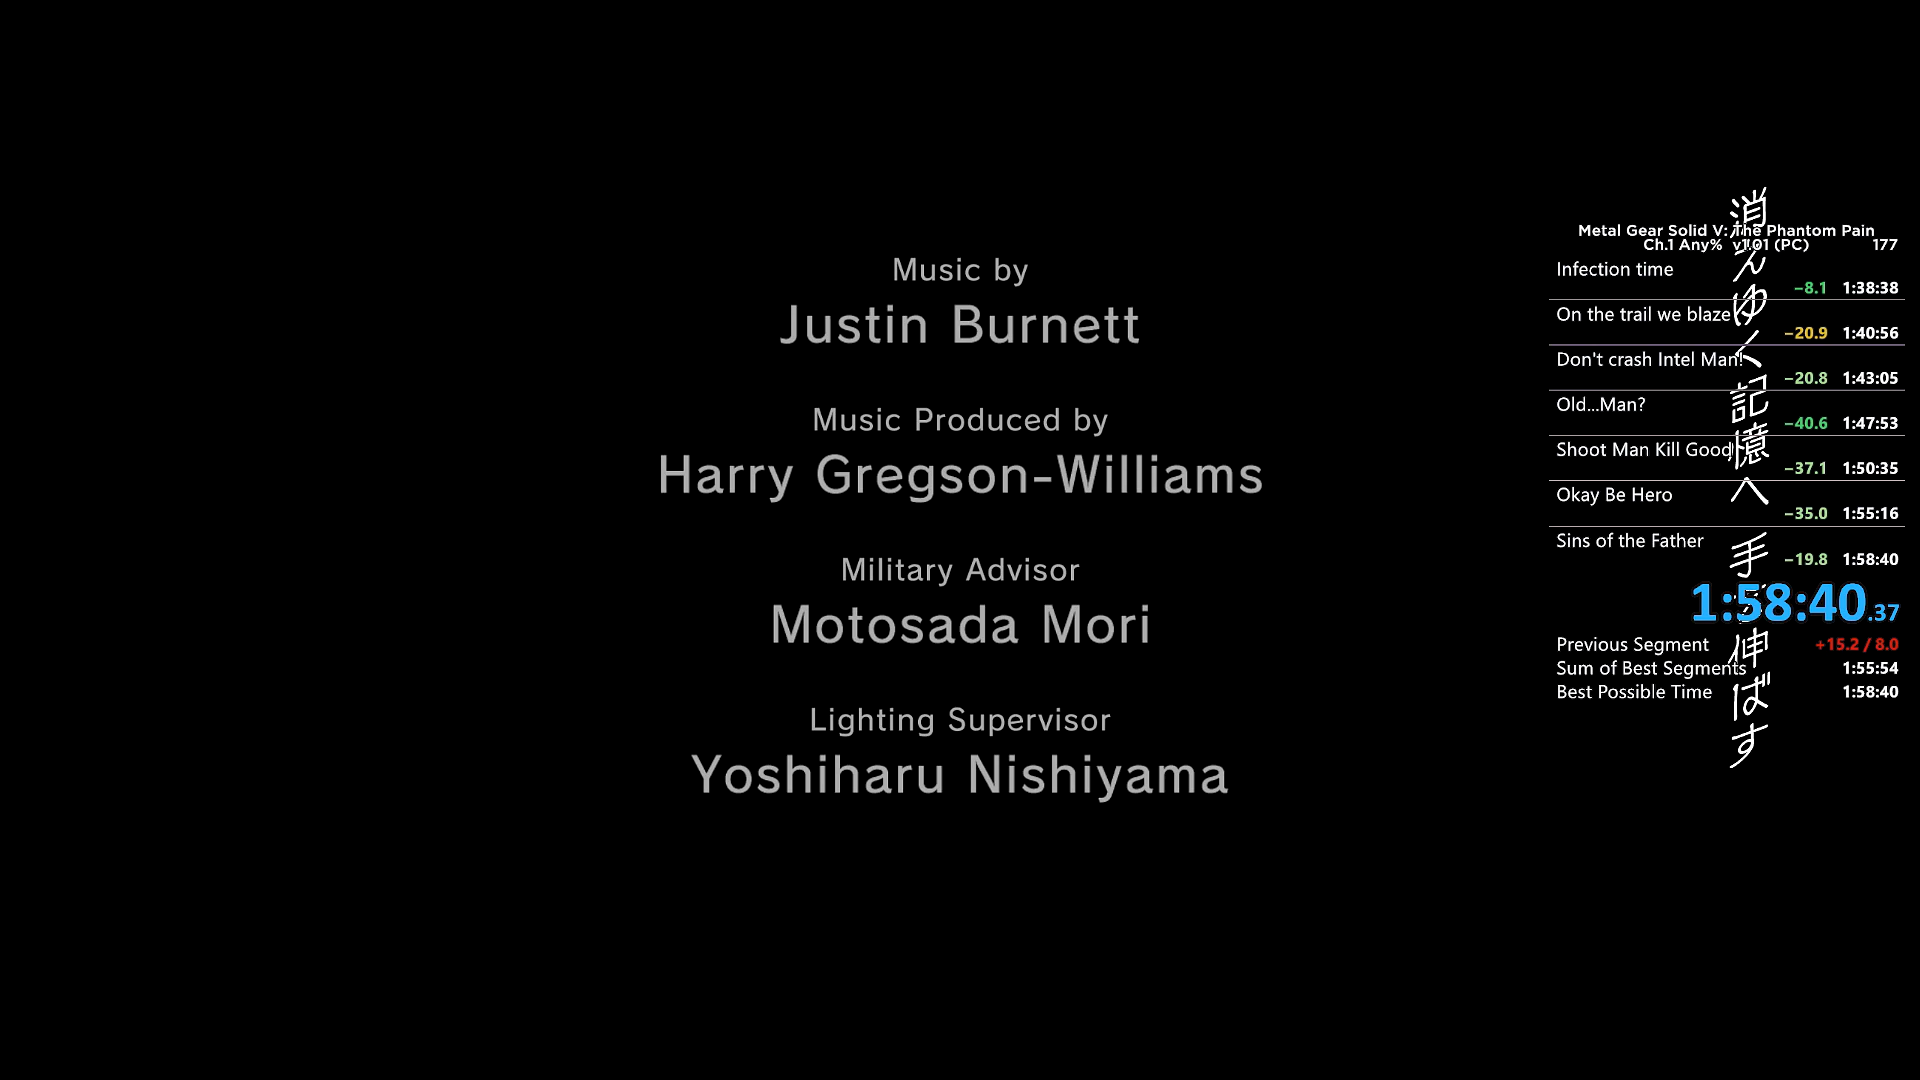 Music by
Justin Burnett
Music Produced by
Harry Gregson-Williams
Military Advisor
Motosada Mori
Lighting Supervisor
Yoshiharu Nishiyama
Metal Gear Solid V: The Phantom Pain
Ch.1 Any% v1.01 (PC) 177
Infection time
−8.1 1:38:38
On the trail we blaze
−20.9 1:40:56
Don't crash Intel Man!
−20.8 1:43:05
Old...Man?
−40.6 1:47:53
Shoot Man Kill Good
−37.1 1:50:35
Okay Be Hero
−35.0 1:55:16
Sins of the Father
−19.8 1:58:40
1:58:40.37
Previous Segment +15.2 / 8.0
Sum of Best Segments 1:55:54
Best Possible Time 1:58:40
消えゆく記憶へ 手を伸ばす